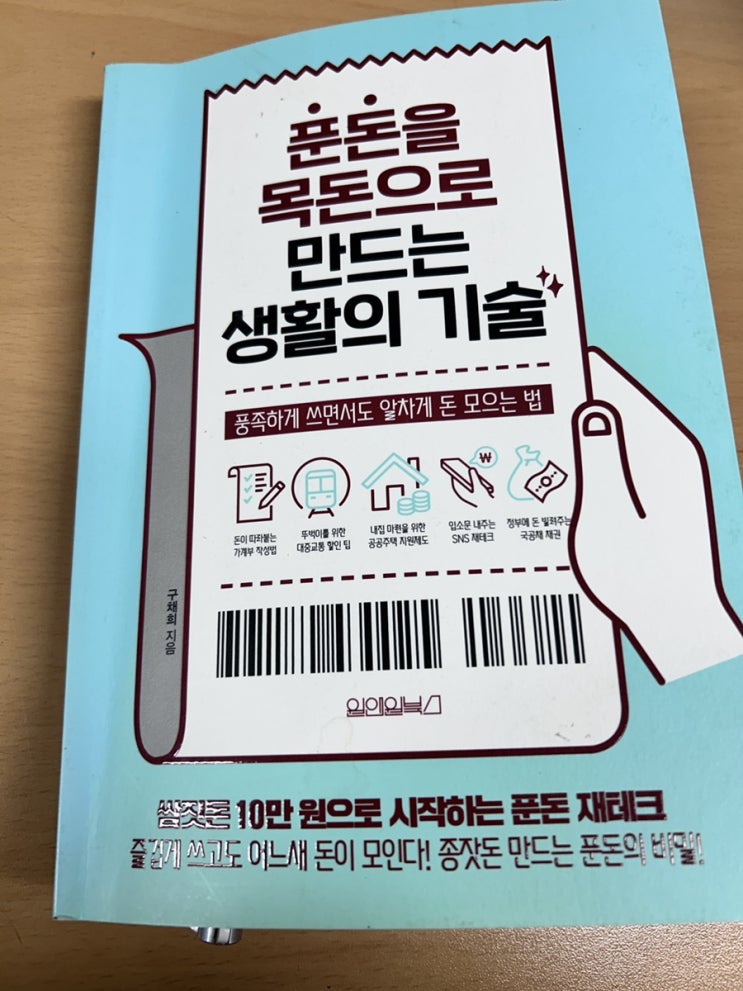 푼돈을
목돈으로
만드는
생활의 기술
풍족하게 쓰면서도 알차게 돈 모으는 법
돈이 따라붙는
가계부 작성법
뚜벅이를 위한
대중교통 할인 팁
내집 마련을 위한
공공주택 지원제도
입소문 내주는
SNS 재테크
정부에 돈 빌려주는
국공채 채권
구채희 지음
원앤원북
쌈짓돈 10만 원으로 시작하는 푼돈 재테크
즐겁게 쓰고도 어느새 돈이 모인다! 종잣돈 만드는 푼돈의 비밀!